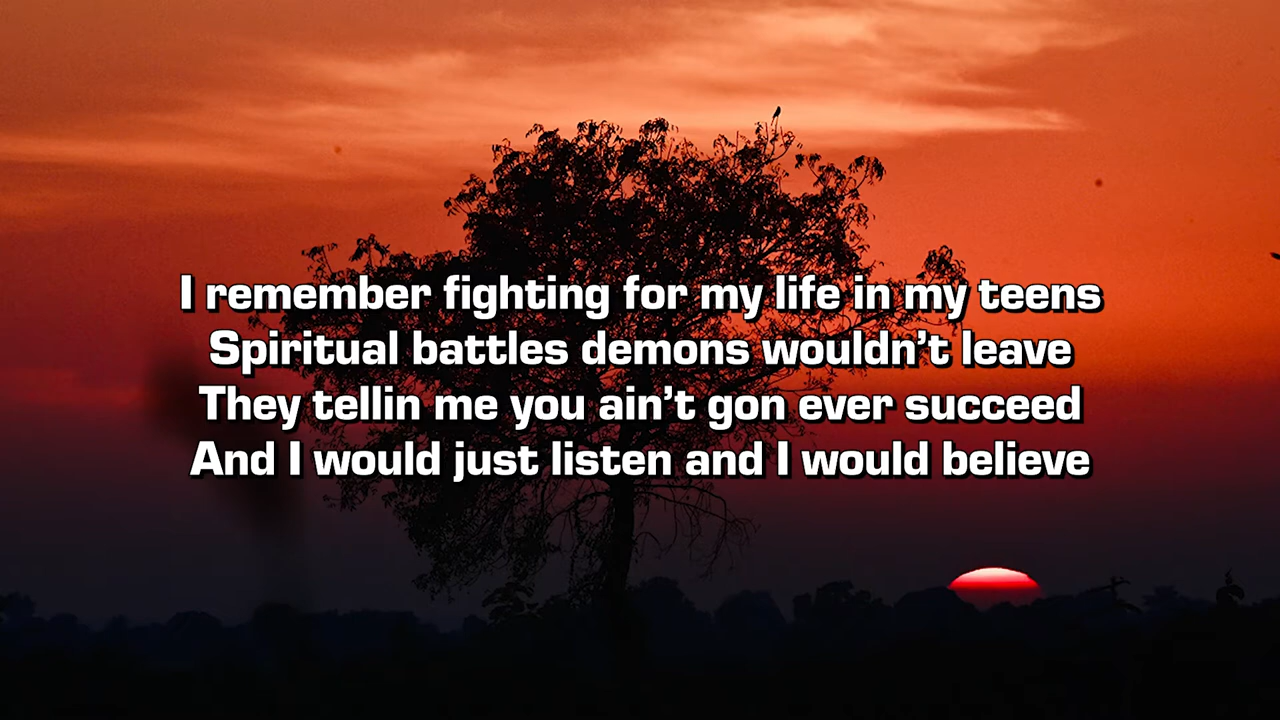 I remember fighting for my life in my teens
Spiritual battles demons wouldn’t leave
They tellin me you ain’t gon ever succeed
And I would just listen and I would believe